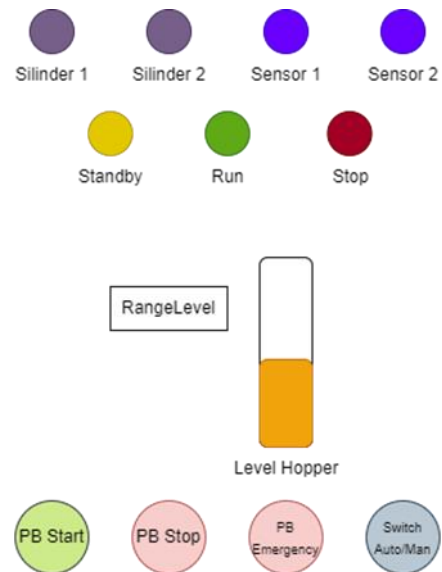 Silinder 1 Silinder 2 Sensor 1 Sensor 2
Standby Run Stop
RangeLevel
Level Hopper
PB Start PB Stop PB Emergency Switch Auto/Man